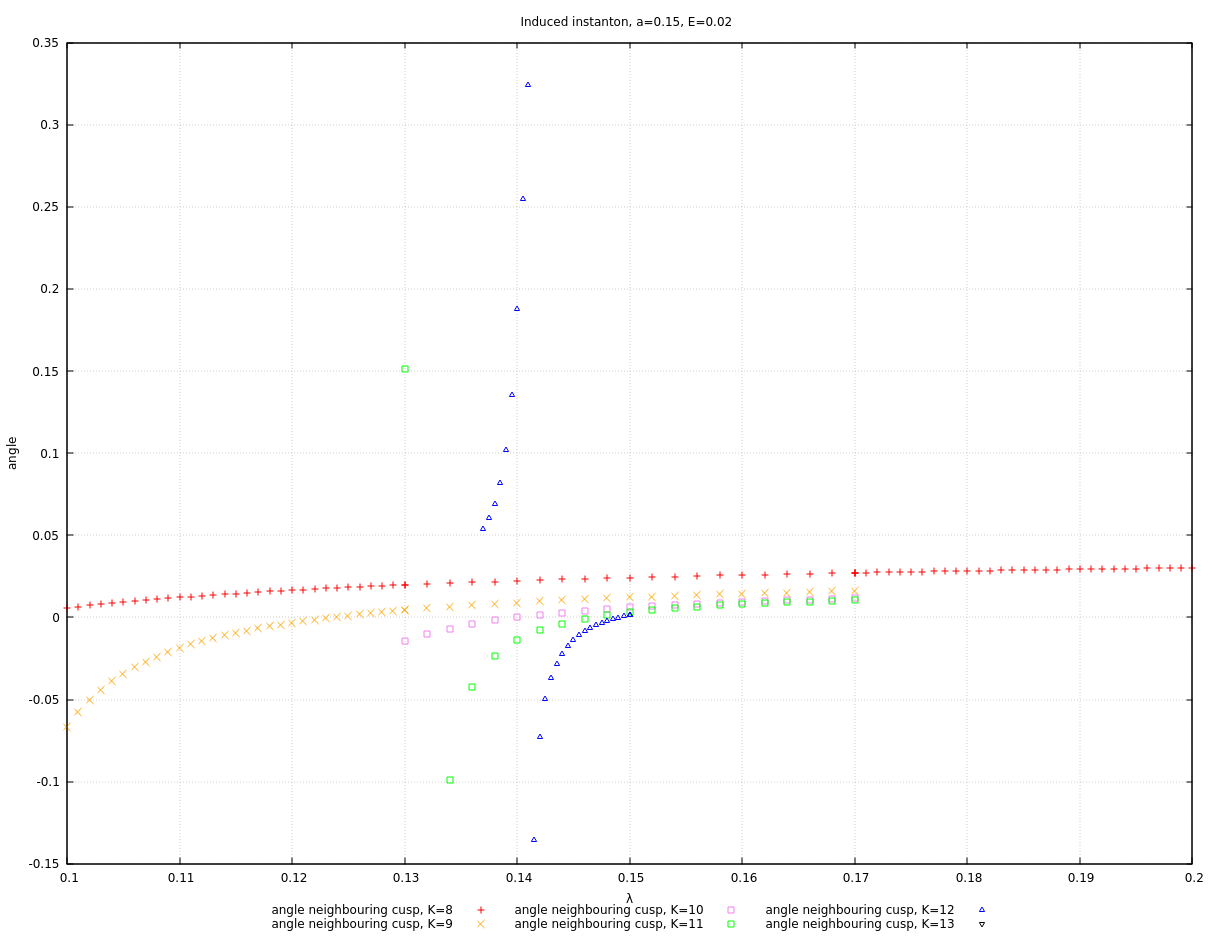 Induced instanton, a=0.15, E=0.02
0.35
0.3
0.25
0.2
0.15
0.1
0.05
0
-0.05
-0.1
-0.15
angle
0.1 0.11 0.12 0.13 0.14 0.15 0.16 0.17 0.18 0.19 0.2
λ
angle neighbouring cusp, K=8 angle neighbouring cusp, K=10 angle neighbouring cusp, K=12
angle neighbouring cusp, K=9 angle neighbouring cusp, K=11 angle neighbouring cusp, K=13